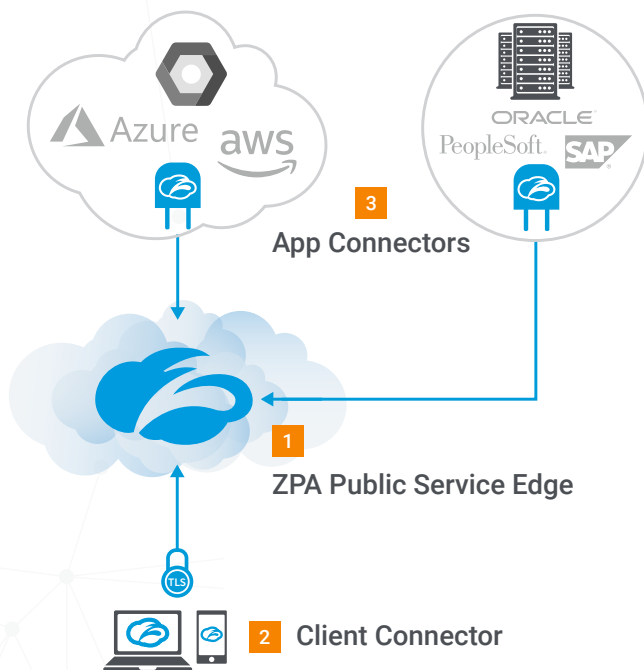 Azure
aws
ORACLE
PeopleSoft.
SAP
3
App Connectors
1
ZPA Public Service Edge
TLS
2
Client Connector